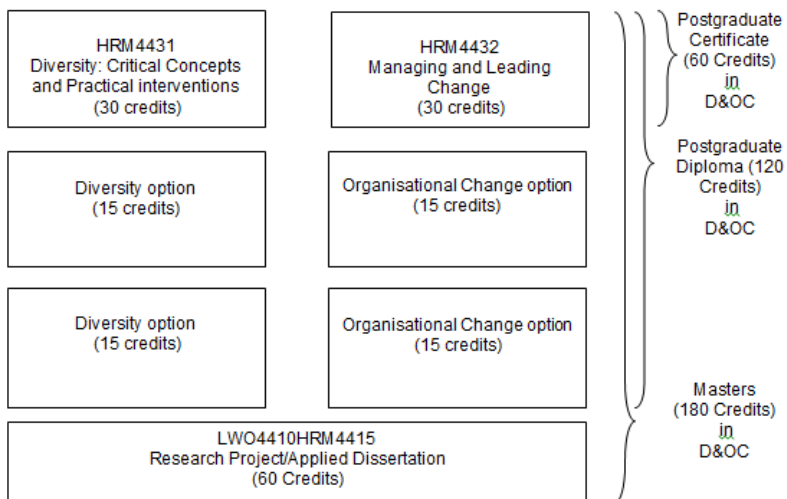 HRM4431
Diversity: Critical Concepts
and Practical interventions
(30 credits)
HRM4432
Managing and Leading
Change
(30 credits)
Postgraduate
Certificate
(60 Credits)
in
D&OC
Diversity option
(15 credits)
Organisational Change option
(15 credits)
Postgraduate
Diploma (120
Credits)
in
D&OC
Diversity option
(15 credits)
Organisational Change option
(15 credits)
Masters
(180 Credits)
in
D&OC
LWO4410HRM4415
Research Project/Applied Dissertation
(60 Credits)